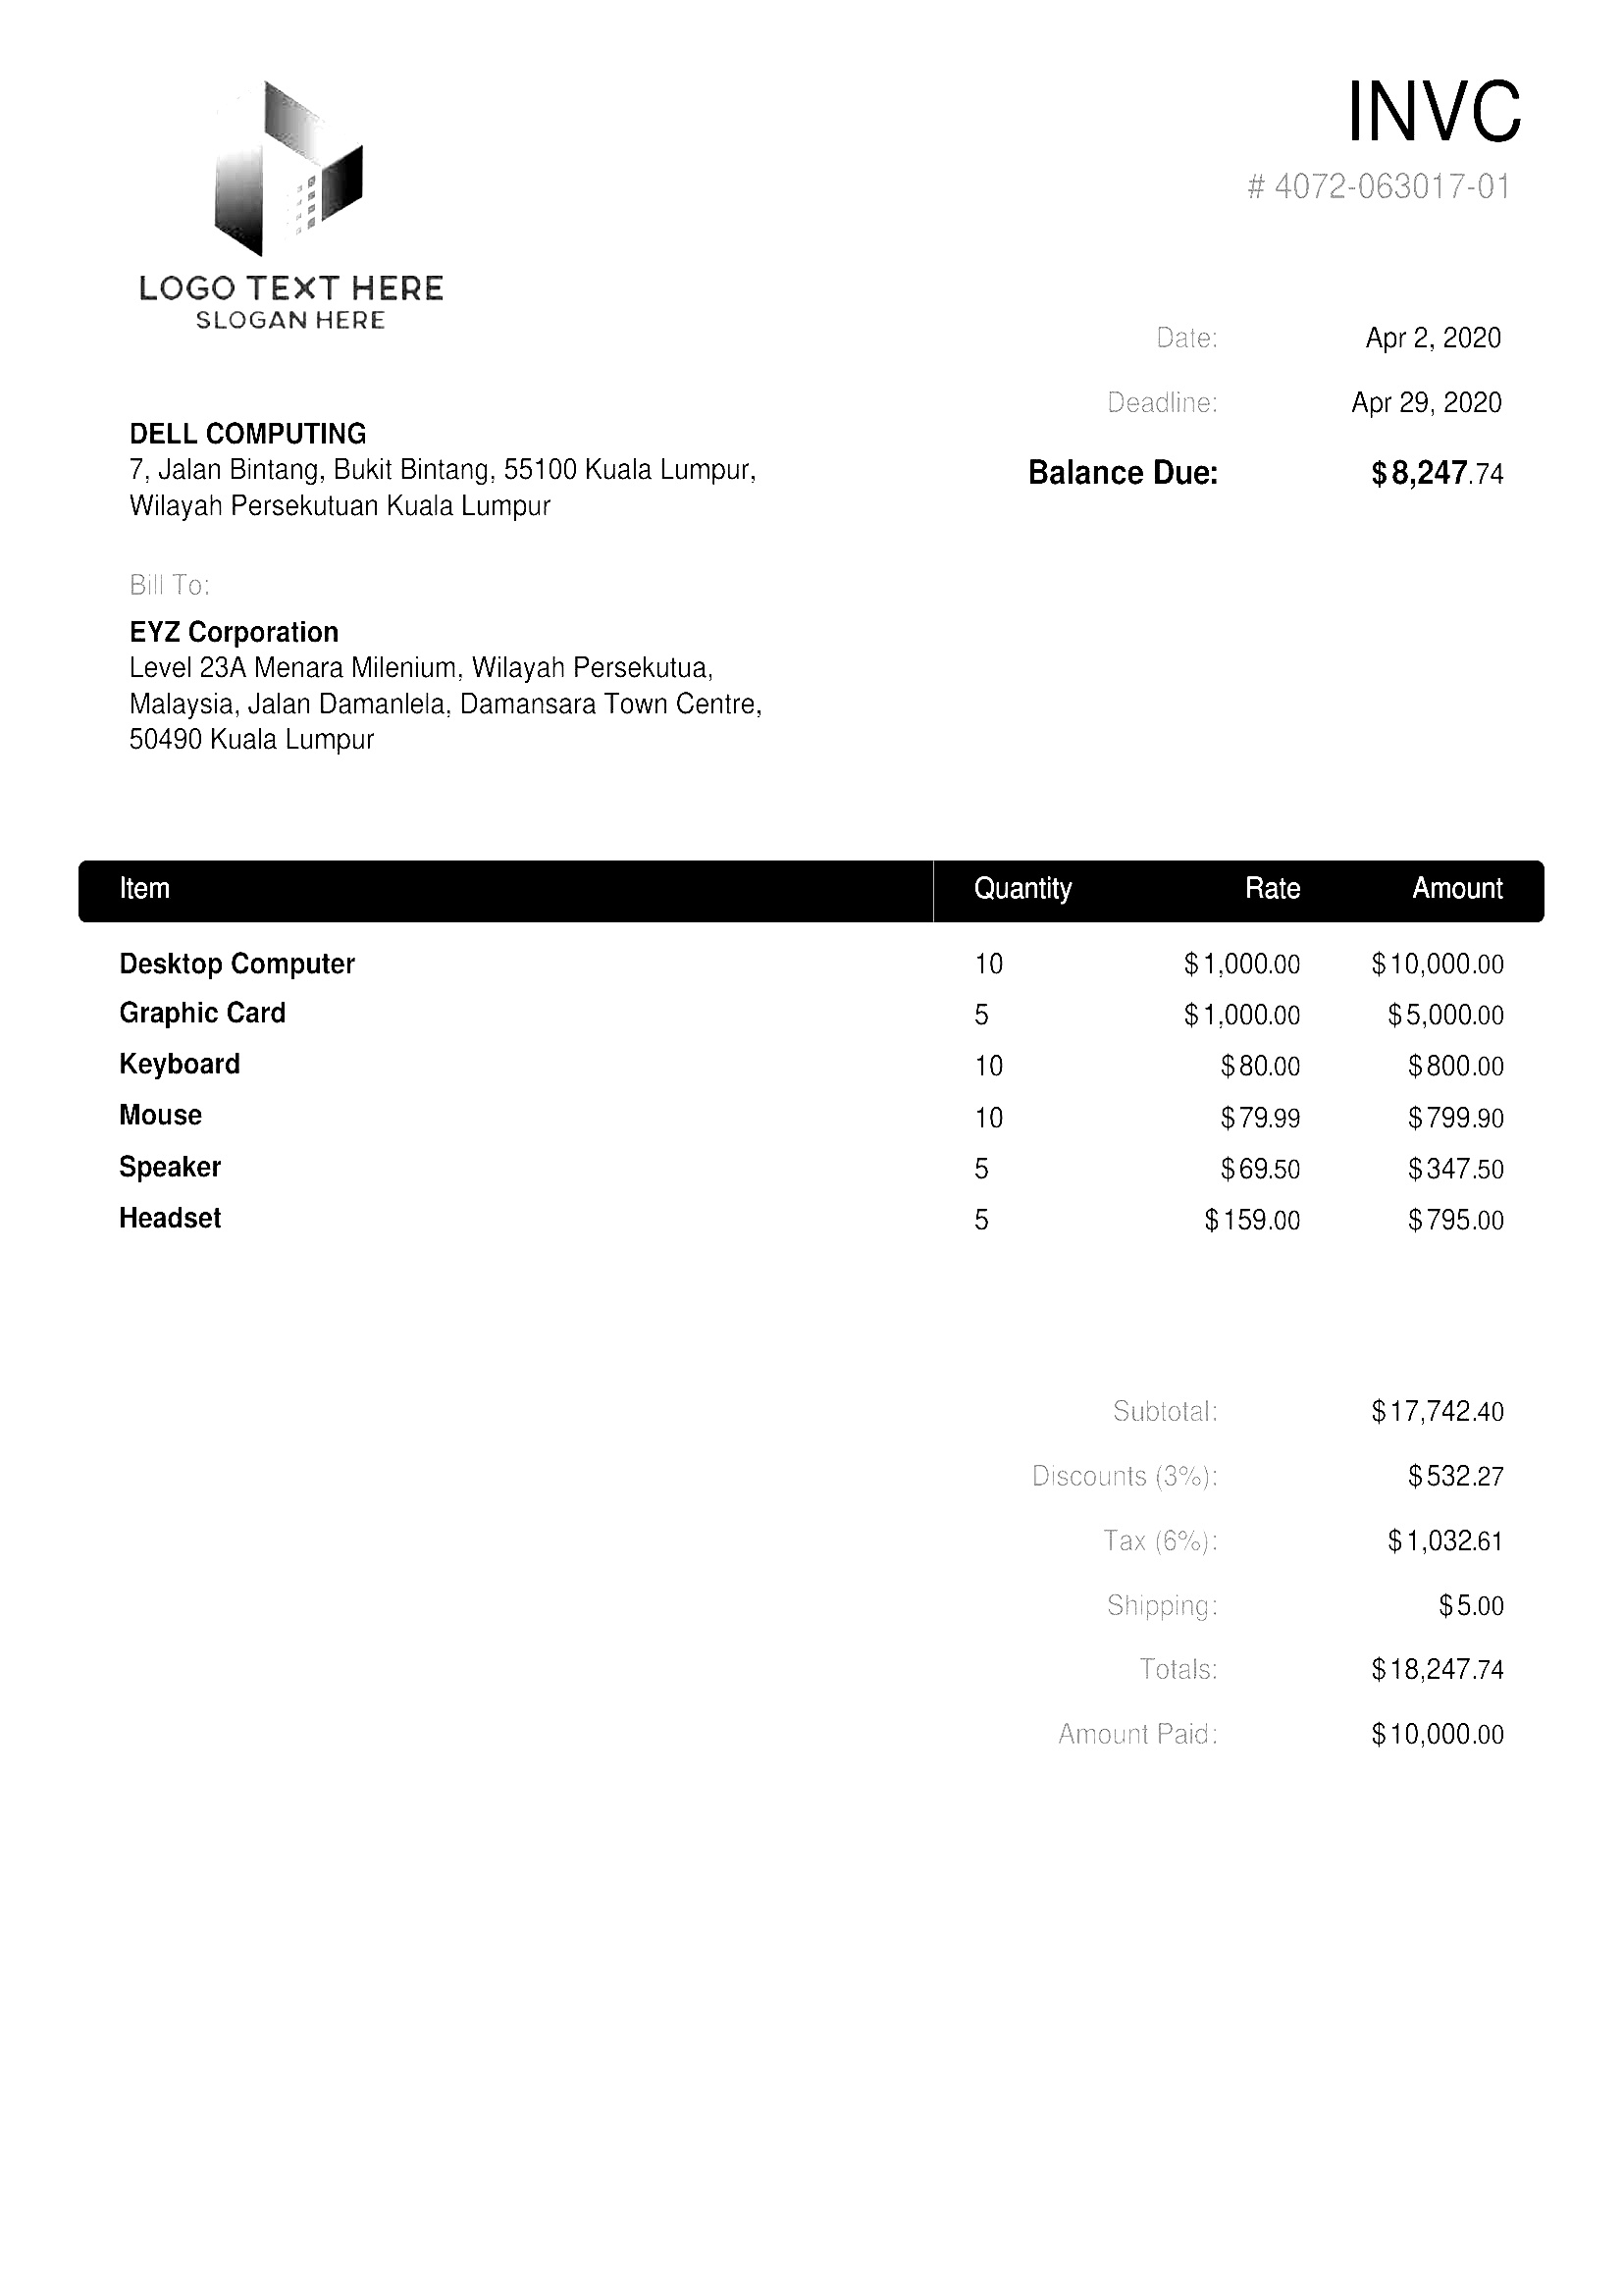 LOGO TEXT HERE
SLOGAN HERE
INVC
# 4072-063017-01
Date: Apr 2, 2020
Deadline: Apr 29, 2020
Balance Due: $8,247.74
DELL COMPUTING
7, Jalan Bintang, Bukit Bintang, 55100 Kuala Lumpur,
Wilayah Persekutuan Kuala Lumpur
Bill To:
EYZ Corporation
Level 23A Menara Milenium, Wilayah Persekutua,
Malaysia, Jalan Damanlela, Damansara Town Centre,
50490 Kuala Lumpur
Item Quantity Rate Amount
Desktop Computer 10 $1,000.00 $10,000.00
Graphic Card 5 $1,000.00 $5,000.00
Keyboard 10 $80.00 $800.00
Mouse 10 $79.99 $799.90
Speaker 5 $69.50 $347.50
Headset 5 $159.00 $795.00
Subtotal: $17,742.40
Discounts (3%): $532.27
Tax (6%): $1,032.61
Shipping: $5.00
Totals: $18,247.74
Amount Paid: $10,000.00